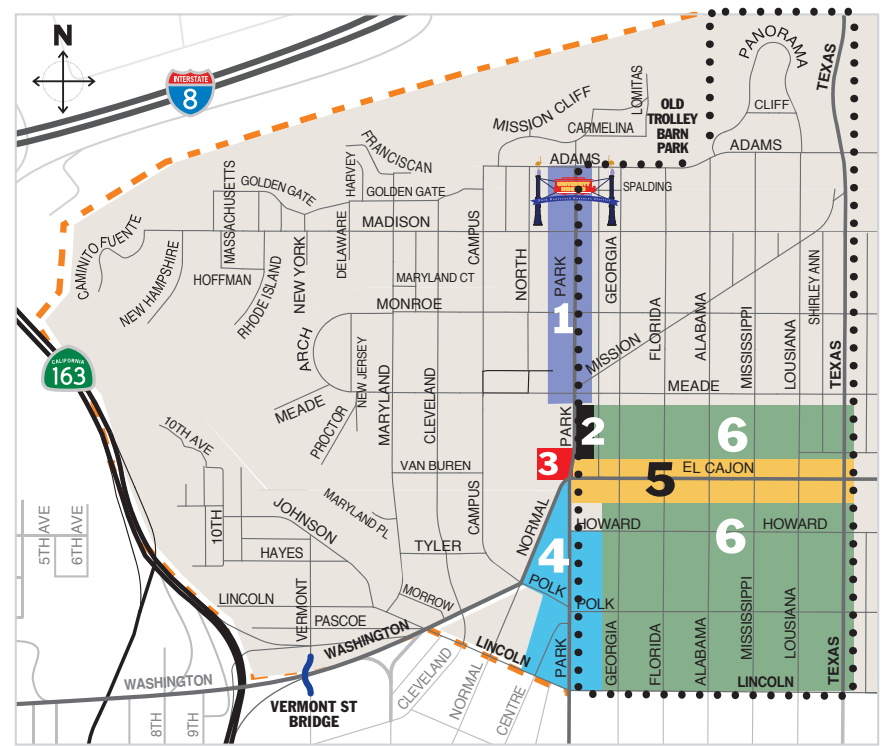 N
INTERSTATE
8
PANORAMA
TEXAS
CLIFF
LOMITAS
OLD
TROLLEY
BARN
PARK
MISSION CLIFF
CARMELINA
ADAMS
ADAMS
FRANCISCAN
HARVEY
GOLDEN GATE
GOLDEN GATE
MASSACHUSETTS
SPALDING
MADISON
DELAWARE
CAMPUS
CAMINITO FUENTE
NEW HAMPSHIRE
HOFFMAN
RHODE ISLAND
NEW YORK
MARYLAND CT
NORTH
PARK
GEORGIA
SHIRLEY ANN
MONROE
1
ARCH
MISSION
FLORIDA
ALABAMA
MISSISSIPPI
LOUSIANA
TEXAS
CALIFORNIA
163
NEW JERSEY
MARYLAND
CLEVELAND
MEADE
MEADE
PROCTOR
PARK
2
6
10TH AVE
3
VAN BUREN
5
EL CAJON
MARYLAND PL
CAMPUS
5TH AVE
6TH AVE
10TH
JOHNSON
NORMAL
HOWARD
HOWARD
6
HAYES
TYLER
4
POLK
POLK
LINCOLN
VERMONT
MORROW
PASCOE
WASHINGTON
LINCOLN
PARK
GEORGIA
FLORIDA
ALABAMA
MISSISSIPPI
LOUSIANA
TEXAS
LINCOLN
WASHINGTON
CLEVELAND
NORMAL
CENTRE
VERMONT ST
BRIDGE
8TH
9TH